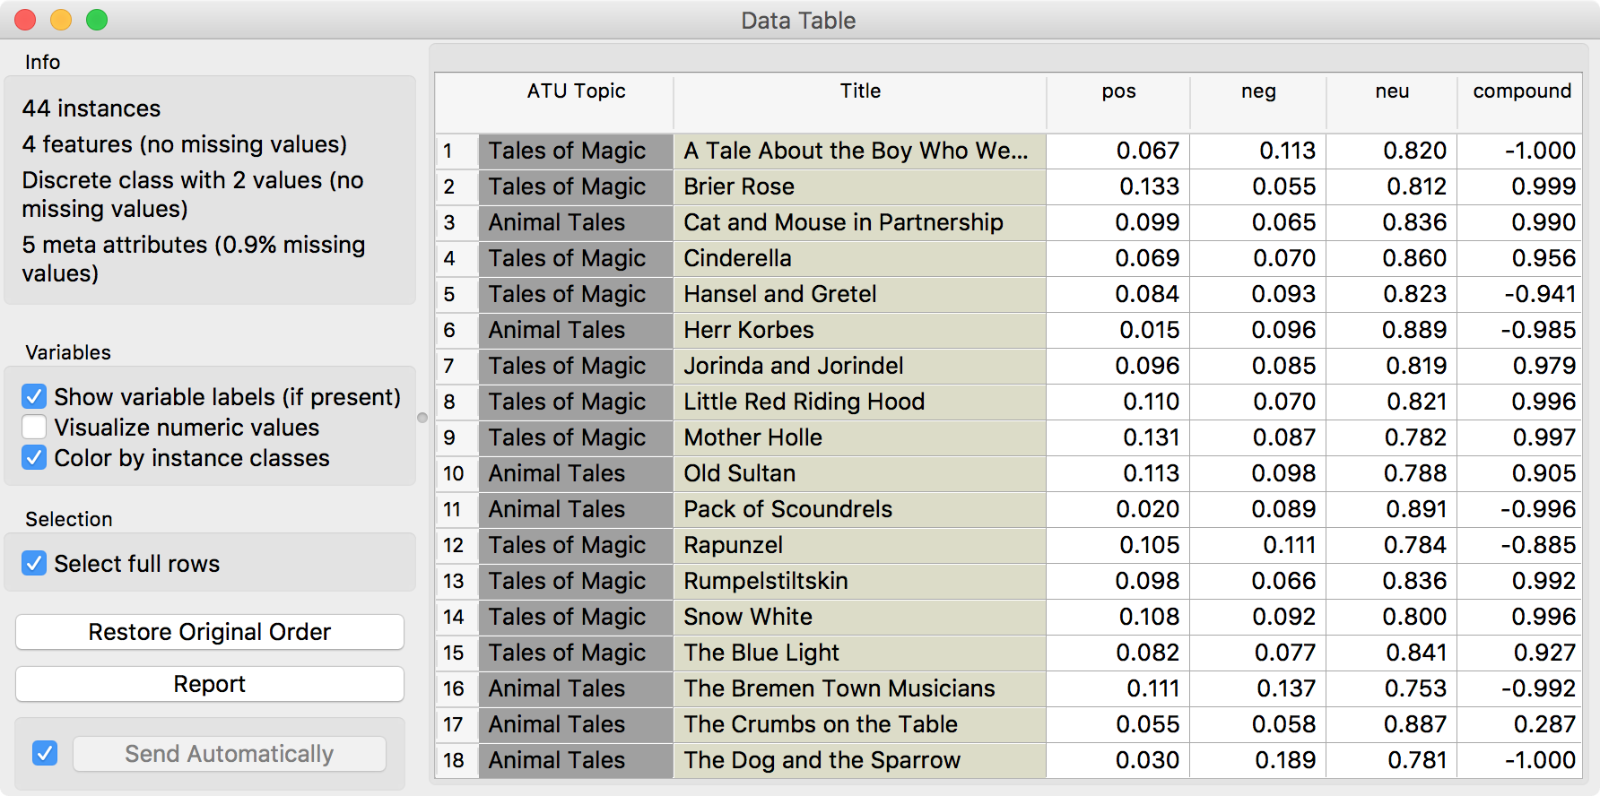 Data Table
Info
44 instances
4 features (no missing values)
Discrete class with 2 values (no
missing values)
5 meta attributes (0.9% missing
values)
Variables
Show variable labels (if present)
Visualize numeric values
Color by instance classes
Selection
Select full rows
Restore Original Order
Report
Send Automatically
ATU Topic Title pos neg neu compound
1 Tales of Magic A Tale About the Boy Who We... 0.067 0.113 0.820 -1.000
2 Tales of Magic Brier Rose 0.133 0.055 0.812 0.999
3 Animal Tales Cat and Mouse in Partnership 0.099 0.065 0.836 0.990
4 Tales of Magic Cinderella 0.069 0.070 0.860 0.956
5 Tales of Magic Hansel and Gretel 0.084 0.093 0.823 -0.941
6 Animal Tales Herr Korbes 0.015 0.096 0.889 -0.985
7 Tales of Magic Jorinda and Jorindel 0.096 0.085 0.819 0.979
8 Tales of Magic Little Red Riding Hood 0.110 0.070 0.821 0.996
9 Tales of Magic Mother Holle 0.131 0.087 0.782 0.997
10 Animal Tales Old Sultan 0.113 0.098 0.788 0.905
11 Animal Tales Pack of Scoundrels 0.020 0.089 0.891 -0.996
12 Tales of Magic Rapunzel 0.105 0.111 0.784 -0.885
13 Tales of Magic Rumpelstiltskin 0.098 0.066 0.836 0.992
14 Tales of Magic Snow White 0.108 0.092 0.800 0.996
15 Tales of Magic The Blue Light 0.082 0.077 0.841 0.927
16 Animal Tales The Bremen Town Musicians 0.111 0.137 0.753 -0.992
17 Animal Tales The Crumbs on the Table 0.055 0.058 0.887 0.287
18 Animal Tales The Dog and the Sparrow 0.030 0.189 0.781 -1.000